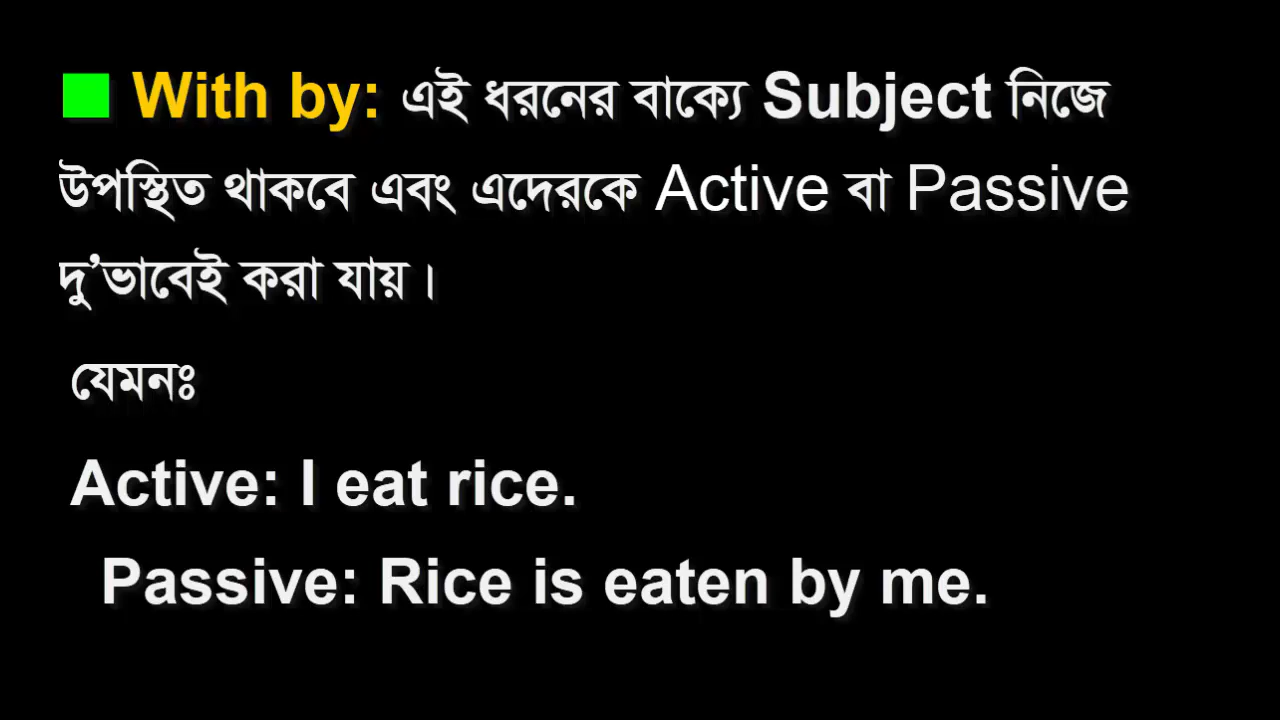 With by: এই ধরনের বাক্যে Subject নিজে
উপস্থিত থাকবে এবং এদেরকে Active বা Passive
দু’ভাবেই করা যায়।
যেমনঃ
Active: I eat rice.
Passive: Rice is eaten by me.